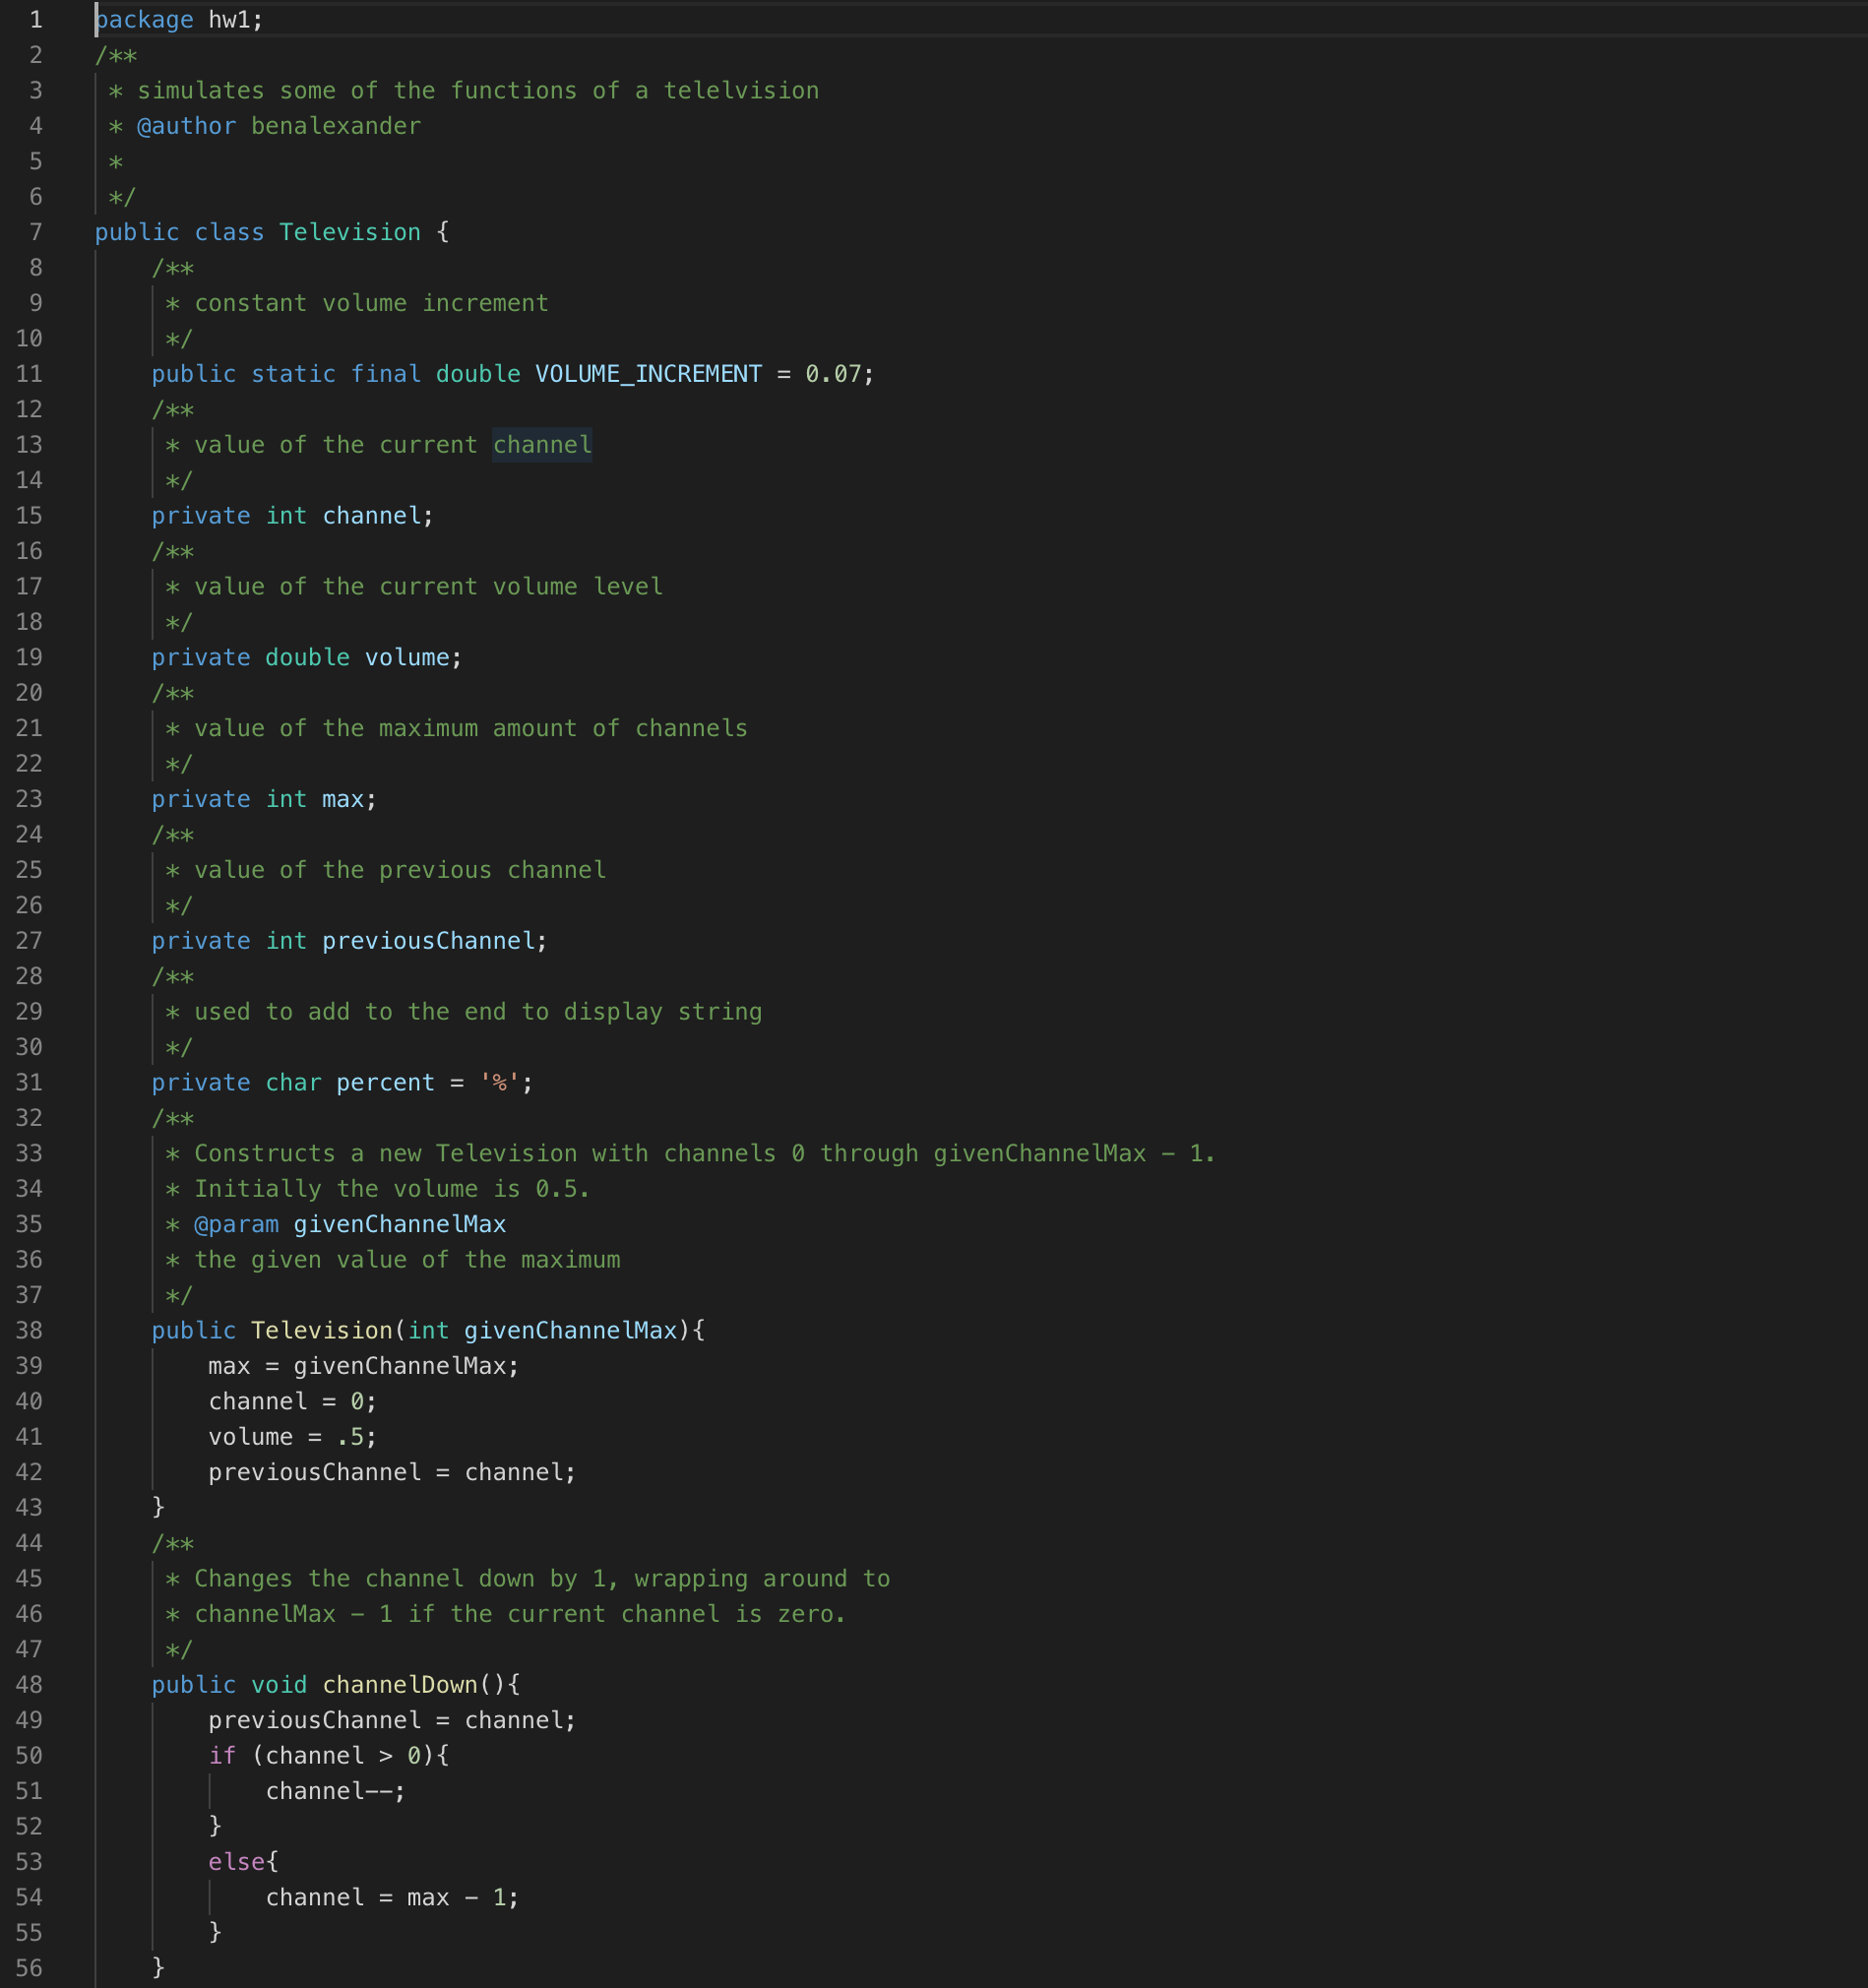 1 package hw1;
2 /**
3 * simulates some of the functions of a telelvision
4 * @author benalexander
5 *
6 */
7 public class Television {
8 /**
9 * constant volume increment
10 */
11 public static final double VOLUME_INCREMENT = 0.07;
12 /**
13 * value of the current channel
14 */
15 private int channel;
16 /**
17 * value of the current volume level
18 */
19 private double volume;
20 /**
21 * value of the maximum amount of channels
22 */
23 private int max;
24 /**
25 * value of the previous channel
26 */
27 private int previousChannel;
28 /**
29 * used to add to the end to display string
30 */
31 private char percent = '%';
32 /**
33 * Constructs a new Television with channels 0 through givenChannelMax - 1.
34 * Initially the volume is 0.5.
35 * @param givenChannelMax
36 * the given value of the maximum
37 */
38 public Television(int givenChannelMax){
39 max = givenChannelMax;
40 channel = 0;
41 volume = .5;
42 previousChannel = channel;
43 }
44 /**
45 * Changes the channel down by 1, wrapping around to
46 * channelMax - 1 if the current channel is zero.
47 */
48 public void channelDown(){
49 previousChannel = channel;
50 if (channel > 0){
51 channel--;
52 }
53 else{
54 channel = max - 1;
55 }
56 }